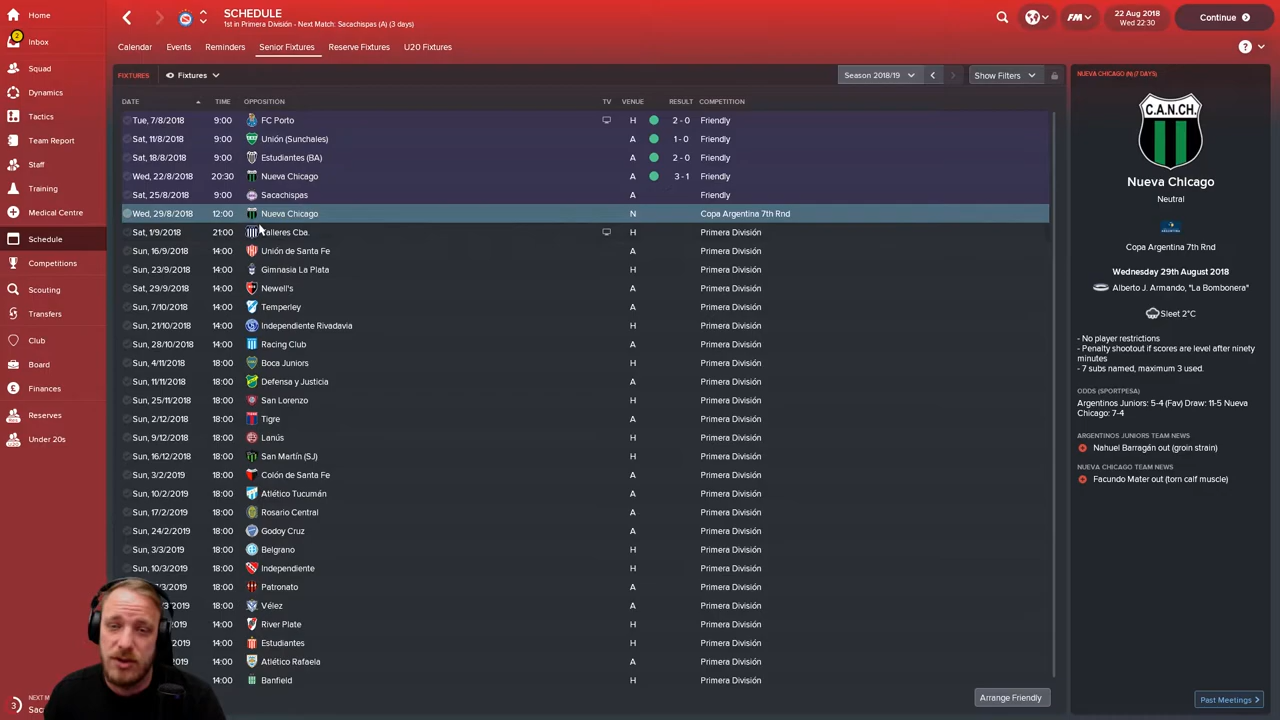 SCHEDULE
1st in Primera División - Next Match: Sacachispas (A) (3 days)
FM
22 Aug 2018
Wed 22:30
Continue
Home
2
Inbox
Squad
Dynamics
Tactics
Team Report
Staff
Training
Medical Centre
Schedule
Competitions
Scouting
Transfers
Club
Board
Finances
Reserves
Under 20s
3
NEXT M
Sac
Calendar Events Reminders Senior Fixtures Reserve Fixtures U20 Fixtures
?
FIXTURES Fixtures Season 2018/19 Show Filters
DATE TIME OPPOSITION TV VENUE RESULT COMPETITION
Tue, 7/8/2018 9:00 FC Porto H 2 - 0 Friendly
Sat, 11/8/2018 9:00 Unión (Sunchales) A 1 - 0 Friendly
Sat, 18/8/2018 9:00 Estudiantes (BA) A 2 - 0 Friendly
Wed, 22/8/2018 20:30 Nueva Chicago A 3 - 1 Friendly
Sat, 25/8/2018 9:00 Sacachispas A Friendly
Wed, 29/8/2018 12:00 Nueva Chicago N Copa Argentina 7th Rnd
Sat, 1/9/2018 21:00 Talleres Cba. H Primera División
Sun, 16/9/2018 14:00 Unión de Santa Fe A Primera División
Sun, 23/9/2018 14:00 Gimnasia La Plata H Primera División
Sat, 29/9/2018 14:00 Newell's A Primera División
Sun, 7/10/2018 14:00 Temperley A Primera División
Sun, 21/10/2018 14:00 Independiente Rivadavia H Primera División
Sun, 28/10/2018 14:00 Racing Club A Primera División
Sun, 4/11/2018 18:00 Boca Juniors H Primera División
Sun, 11/11/2018 18:00 Defensa y Justicia A Primera División
Sun, 25/11/2018 18:00 San Lorenzo H Primera División
Sun, 2/12/2018 18:00 Tigre A Primera División
Sun, 9/12/2018 18:00 Lanús H Primera División
Sun, 16/12/2018 18:00 San Martín (SJ) H Primera División
Sun, 3/2/2019 18:00 Colón de Santa Fe A Primera División
Sun, 10/2/2019 18:00 Atlético Tucumán A Primera División
Sun, 17/2/2019 18:00 Rosario Central A Primera División
Sun, 24/2/2019 18:00 Godoy Cruz A Primera División
Sun, 3/3/2019 18:00 Belgrano H Primera División
Sun, 10/3/2019 18:00 Independiente H Primera División
/3/2019 18:00 Patronato A Primera División
/2019 18:00 Vélez A Primera División
2019 14:00 River Plate H Primera División
2019 14:00 Estudiantes H Primera División
2019 14:00 Atlético Rafaela A Primera División
14:00 Banfield H Primera División
Arrange Friendly
NUEVA CHICAGO (N) (7 DAYS)
C.A.N.CH.
Nueva Chicago
Neutral
Copa Argentina 7th Rnd
Wednesday 29th August 2018
Alberto J. Armando, "La Bombonera"
Sleet 2°C
- No player restrictions
- Penalty shootout if scores are level after ninety
minutes
- 7 subs named, maximum 3 used.
ODDS (SPORTPESA)
Argentinos Juniors: 5-4 (Fav) Draw: 11-5 Nueva
Chicago: 7-4
ARGENTINOS JUNIORS TEAM NEWS
Nahuel Barragán out (groin strain)
NUEVA CHICAGO TEAM NEWS
Facundo Mater out (torn calf muscle)
Past Meetings